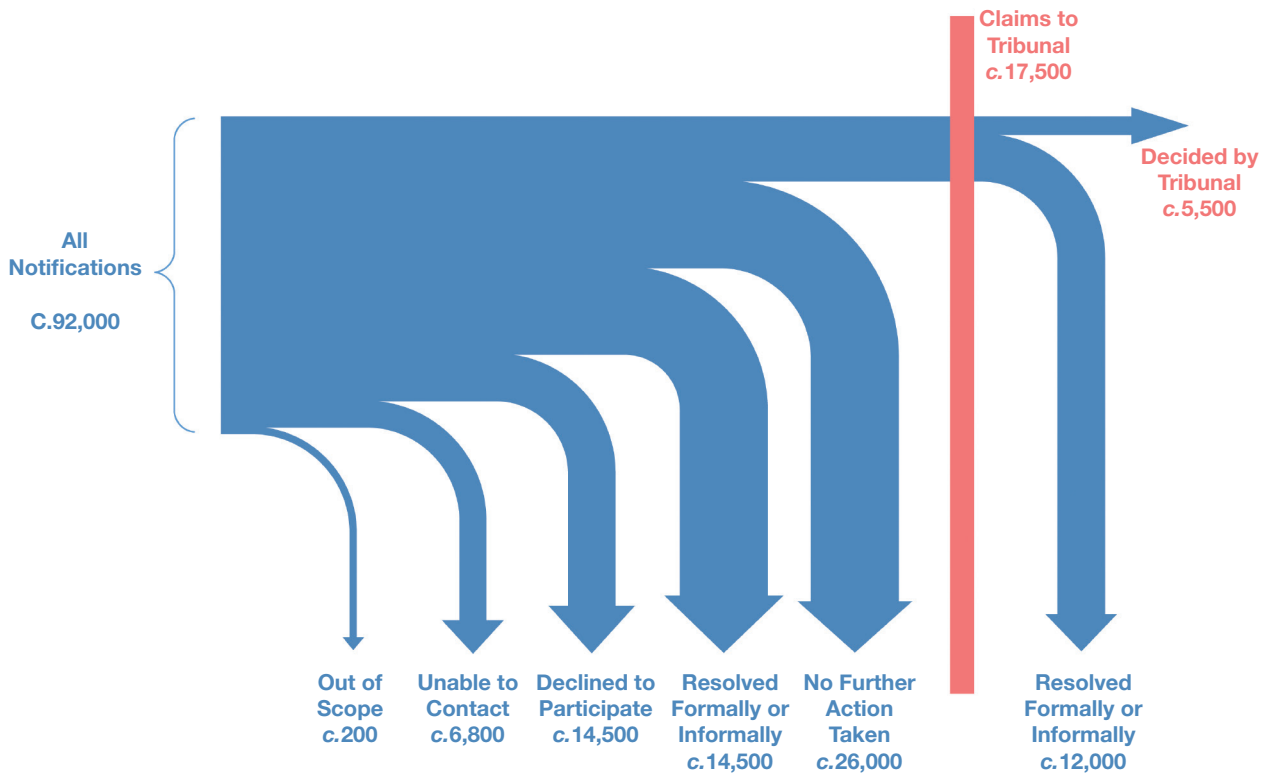 Claims to
Tribunal
c.17,500
Decided by
Tribunal
c.5,500
All
Notifications
C.92,000
Out of
Scope
c.200
Unable to
Contact
c.6,800
Declined to
Participate
c.14,500
Resolved
Formally or
Informally
c.14,500
No Further
Action
Taken
c.26,000
Resolved
Formally or
Informally
c.12,000